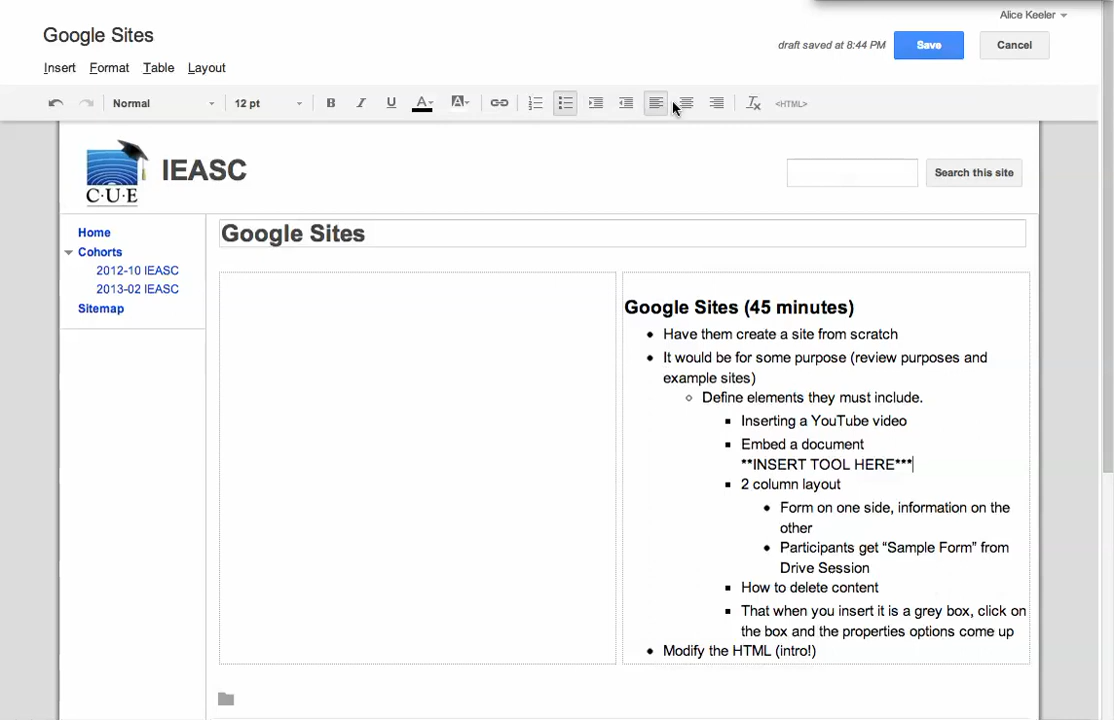 Alice Keeler
Google Sites
draft saved at 8:44 PM Save Cancel
Insert Format Table Layout
Normal 12 pt B I U A A <HTML>
C·U·E IEASC
Search this site
Home
Cohorts
2012-10 IEASC
2013-02 IEASC
Sitemap
Google Sites
Google Sites (45 minutes)
• Have them create a site from scratch
• It would be for some purpose (review purposes and
example sites)
○ Define elements they must include.
▪ Inserting a YouTube video
▪ Embed a document
**INSERT TOOL HERE***
▪ 2 column layout
• Form on one side, information on the
other
• Participants get “Sample Form” from
Drive Session
▪ How to delete content
▪ That when you insert it is a grey box, click on
the box and the properties options come up
• Modify the HTML (intro!)